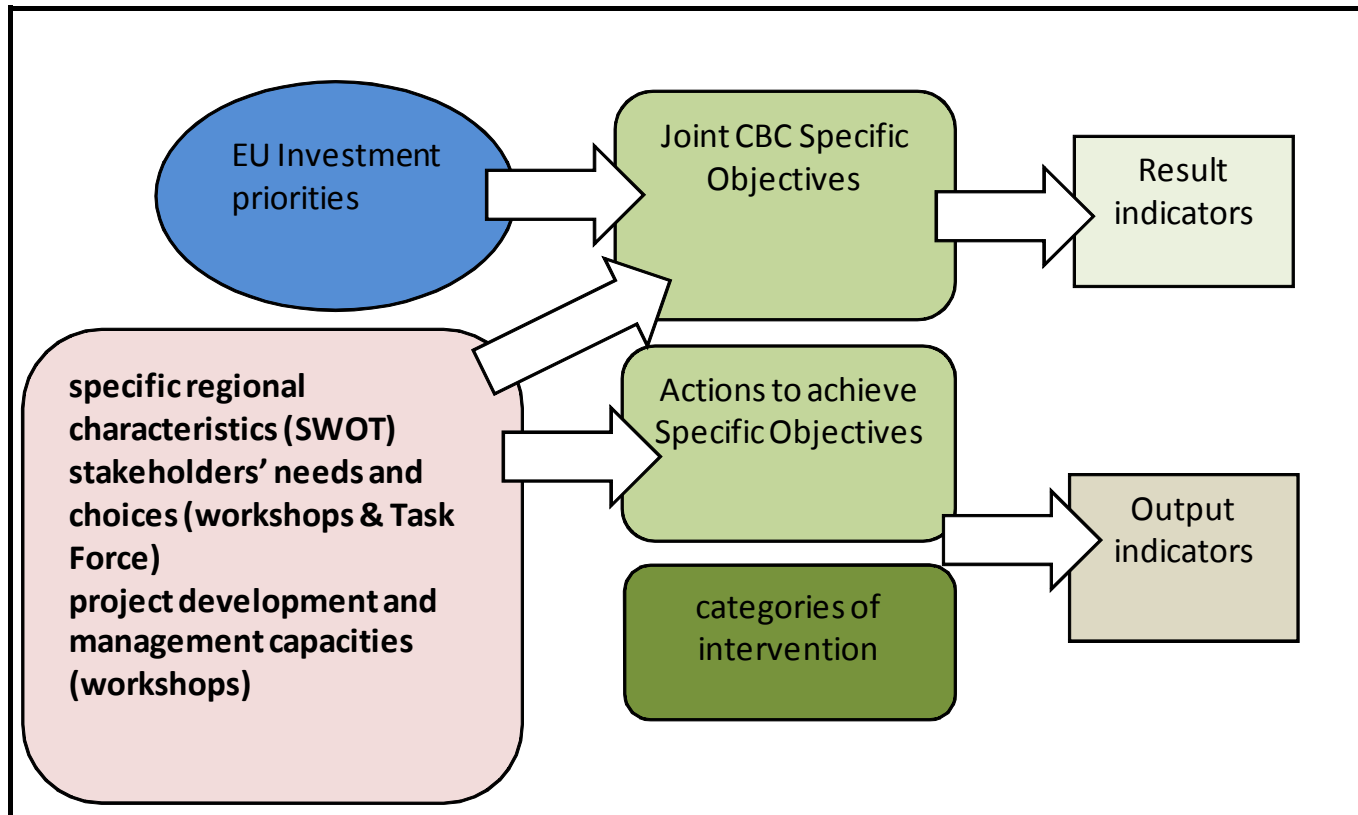 EU Investment
priorities
Joint CBC Specific
Objectives
Result
indicators
specific regional
characteristics (SWOT)
stakeholders’ needs and
choices (workshops & Task
Force)
project development and
management capacities
(workshops)
Actions to achieve
Specific Objectives
Output
indicators
categories of
intervention